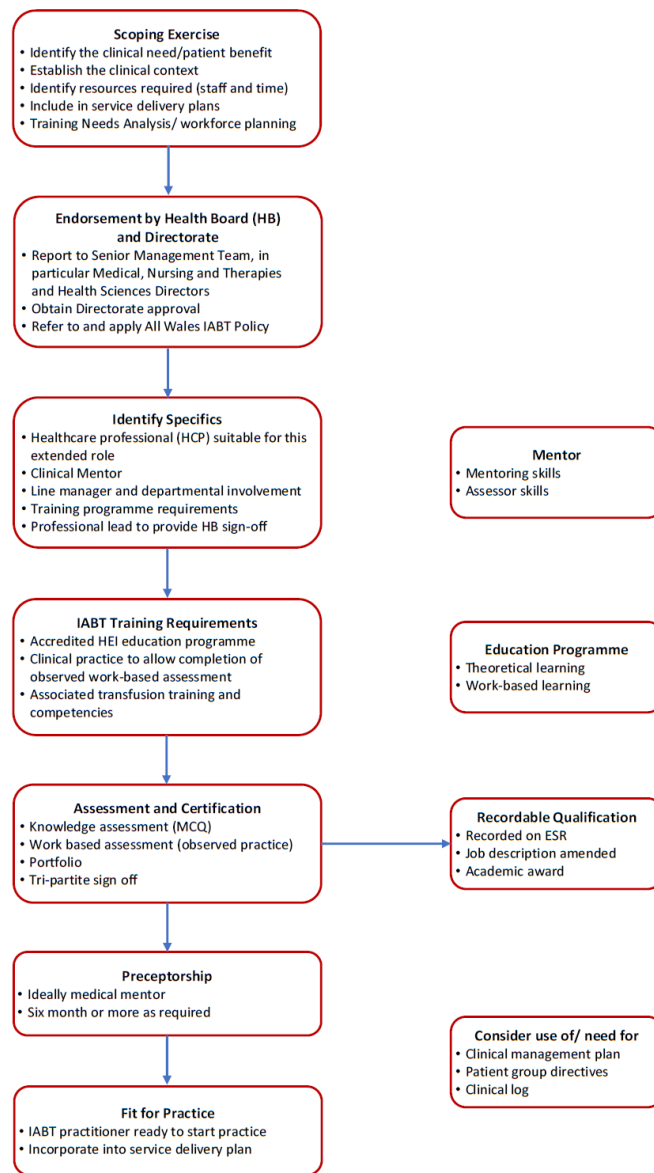 Scoping Exercise
• Identify the clinical need/patient benefit
• Establish the clinical context
• Identify resources required (staff and time)
• Include in service delivery plans
• Training Needs Analysis/ workforce planning
Endorsement by Health Board (HB)
and Directorate
• Report to Senior Management Team, in
particular Medical, Nursing and Therapies
and Health Sciences Directors
• Obtain Directorate approval
• Refer to and apply All Wales IABT Policy
Identify Specifics
• Healthcare professional (HCP) suitable for this
extended role
• Clinical Mentor
• Line manager and departmental involvement
• Training programme requirements
• Professional lead to provide HB sign-off
Mentor
• Mentoring skills
• Assessor skills
IABT Training Requirements
• Accredited HEI education programme
• Clinical practice to allow completion of
observed work-based assessment
• Associated transfusion training and
competencies
Education Programme
• Theoretical learning
• Work-based learning
Assessment and Certification
• Knowledge assessment (MCQ)
• Work based assessment (observed practice)
• Portfolio
• Tri-partite sign off
Recordable Qualification
• Recorded on ESR
• Job description amended
• Academic award
Preceptorship
• Ideally medical mentor
• Six month or more as required
Consider use of/ need for
• Clinical management plan
• Patient group directives
• Clinical log
Fit for Practice
• IABT practitioner ready to start practice
• Incorporate into service delivery plan